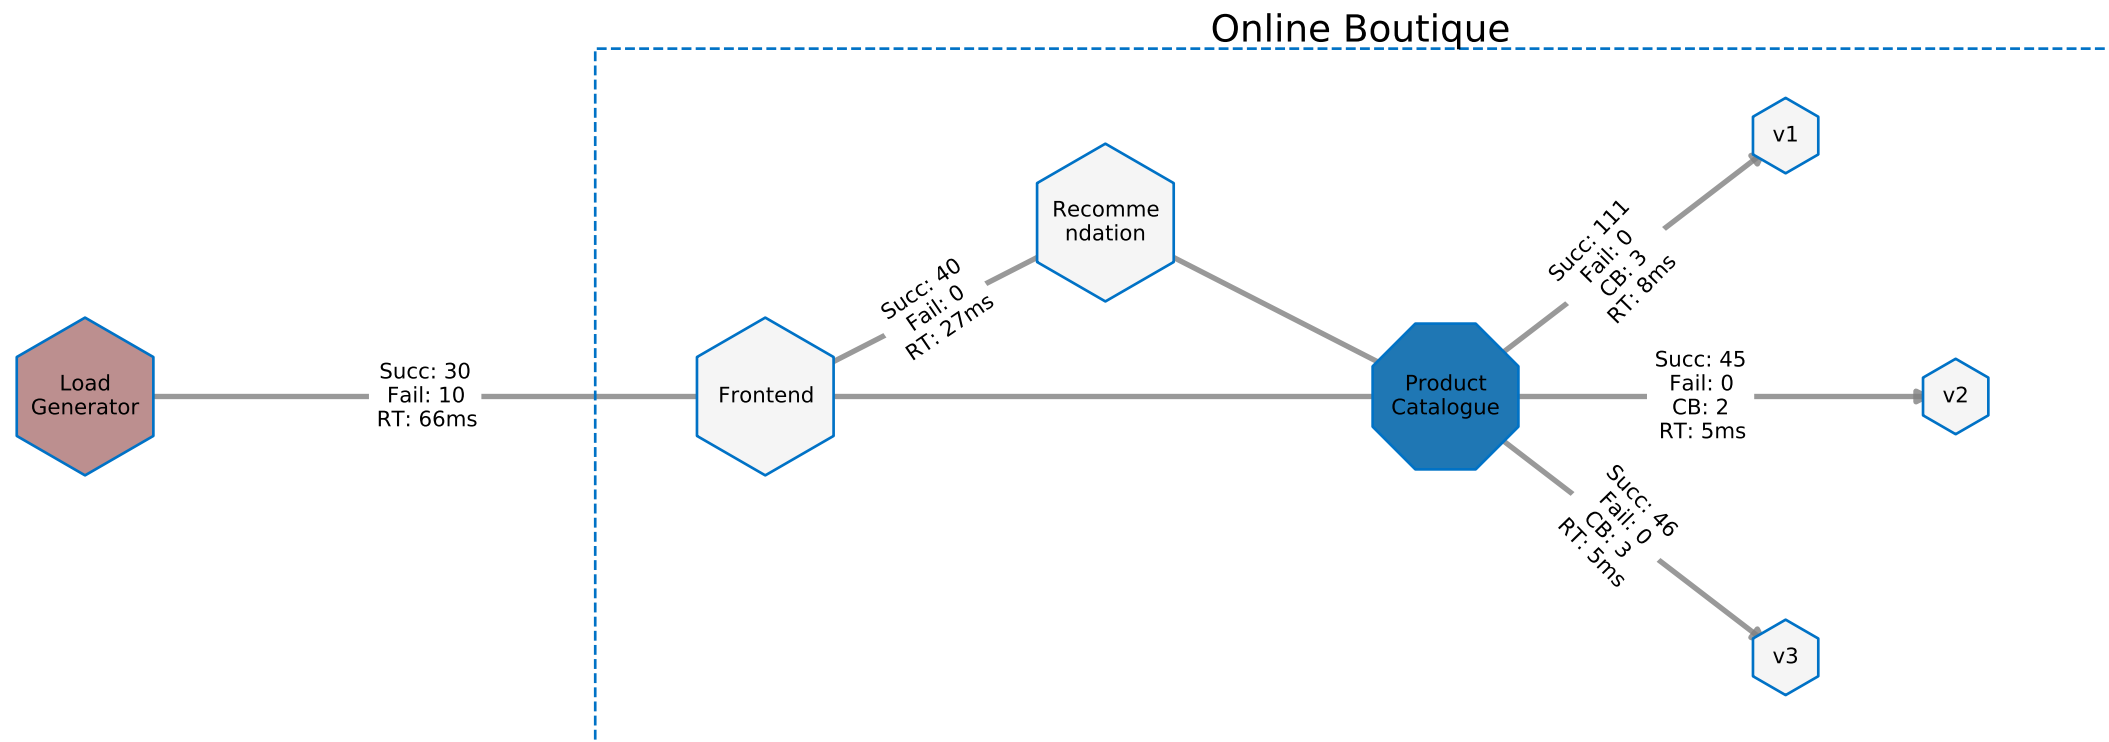 Online Boutique
Load
Generator
Succ: 30
Fail: 10
RT: 66ms
Frontend
Succ: 40
Fail: 0
RT: 27ms
Recomme
ndation
Product
Catalogue
Succ: 111
Fail: 0
CB: 3
RT: 8ms
v1
Succ: 45
Fail: 0
CB: 2
RT: 5ms
v2
Succ: 46
Fail: 0
CB: 3
RT: 5ms
v3